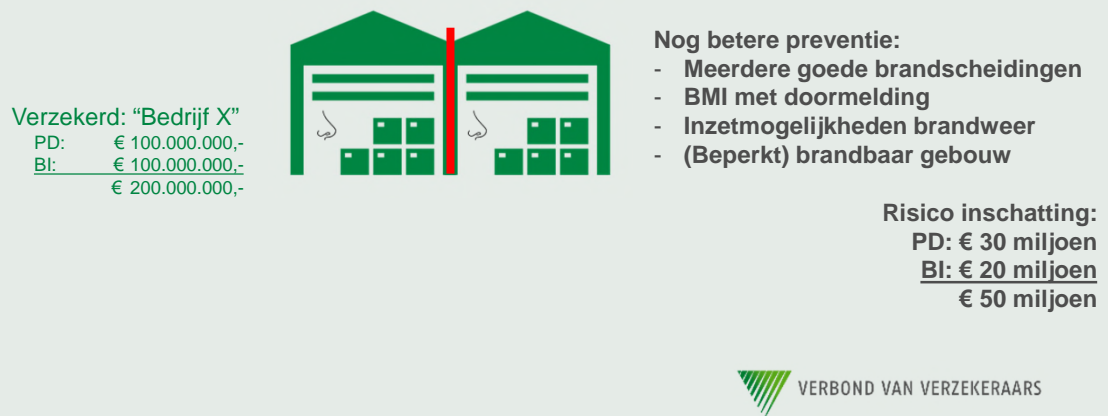 Verzekerd: “Bedrijf X”
PD: € 100.000.000,-
BI: € 100.000.000,-
€ 200.000.000,-
Nog betere preventie:
- Meerdere goede brandscheidingen
- BMI met doormelding
- Inzetmogelijkheden brandweer
- (Beperkt) brandbaar gebouw
Risico inschatting:
PD: € 30 miljoen
BI: € 20 miljoen
€ 50 miljoen
VERBOND VAN VERZEKERAARS